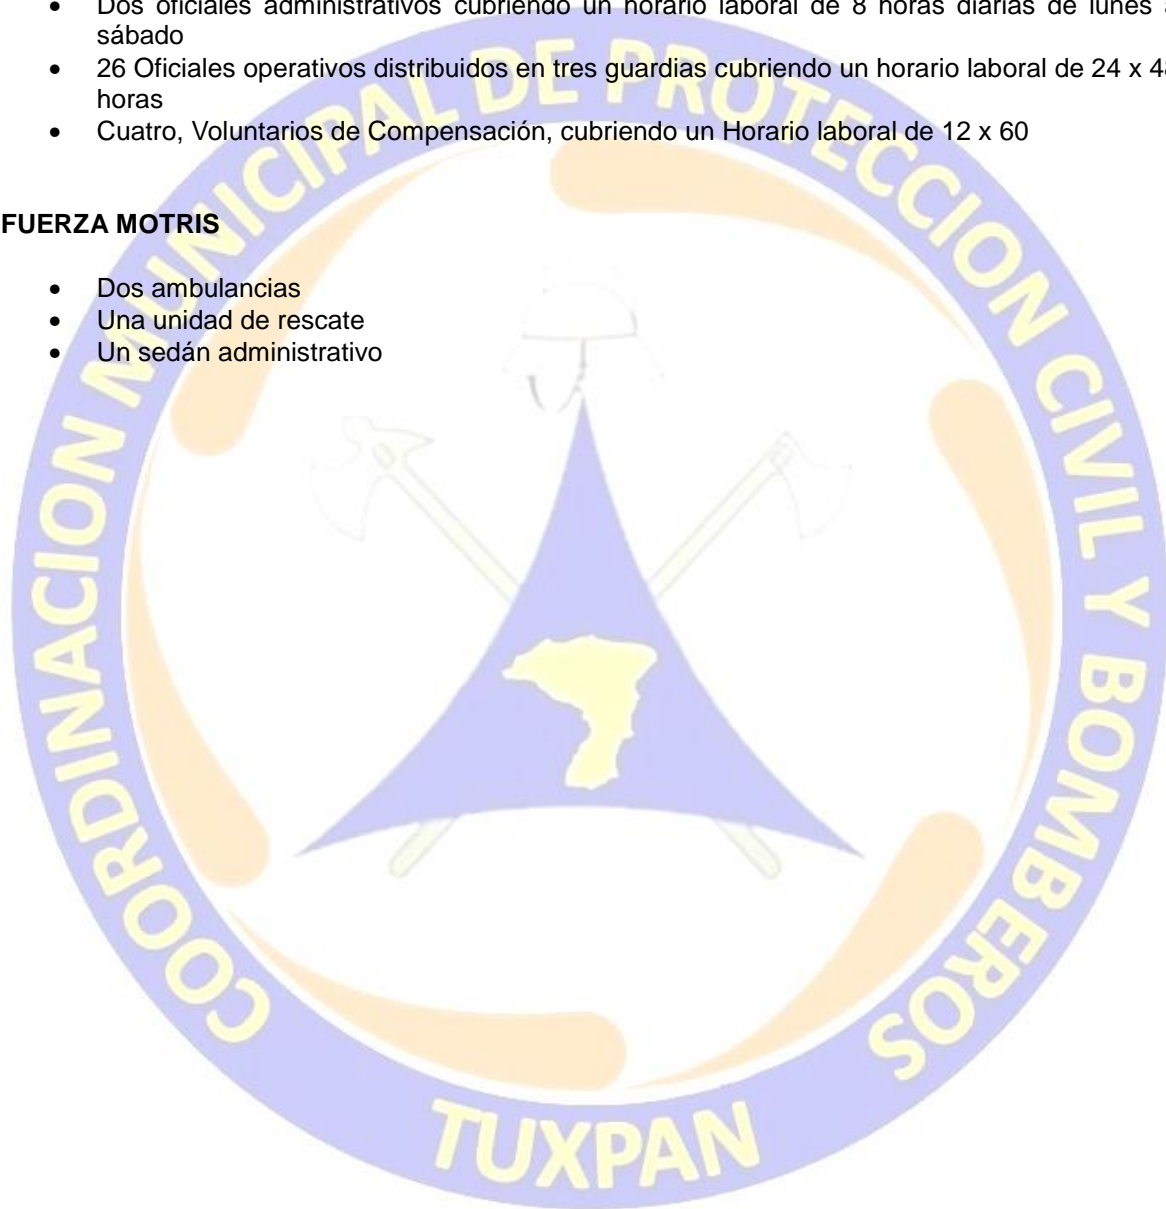 Dos oficiales administrativos cubriendo un horario laboral de 8 horas diarias de lunes a
sábado
26 Oficiales operativos distribuidos en tres guardias cubriendo un horario laboral de 24 x 48
horas
Cuatro, Voluntarios de Compensación, cubriendo un Horario laboral de 12 x 60
FUERZA MOTRIS
Dos ambulancias
Una unidad de rescate
Un sedán administrativo
COORDINACION MUNICIPAL DE PROTECCION CIVIL Y BOMBEROS
TUXPAN